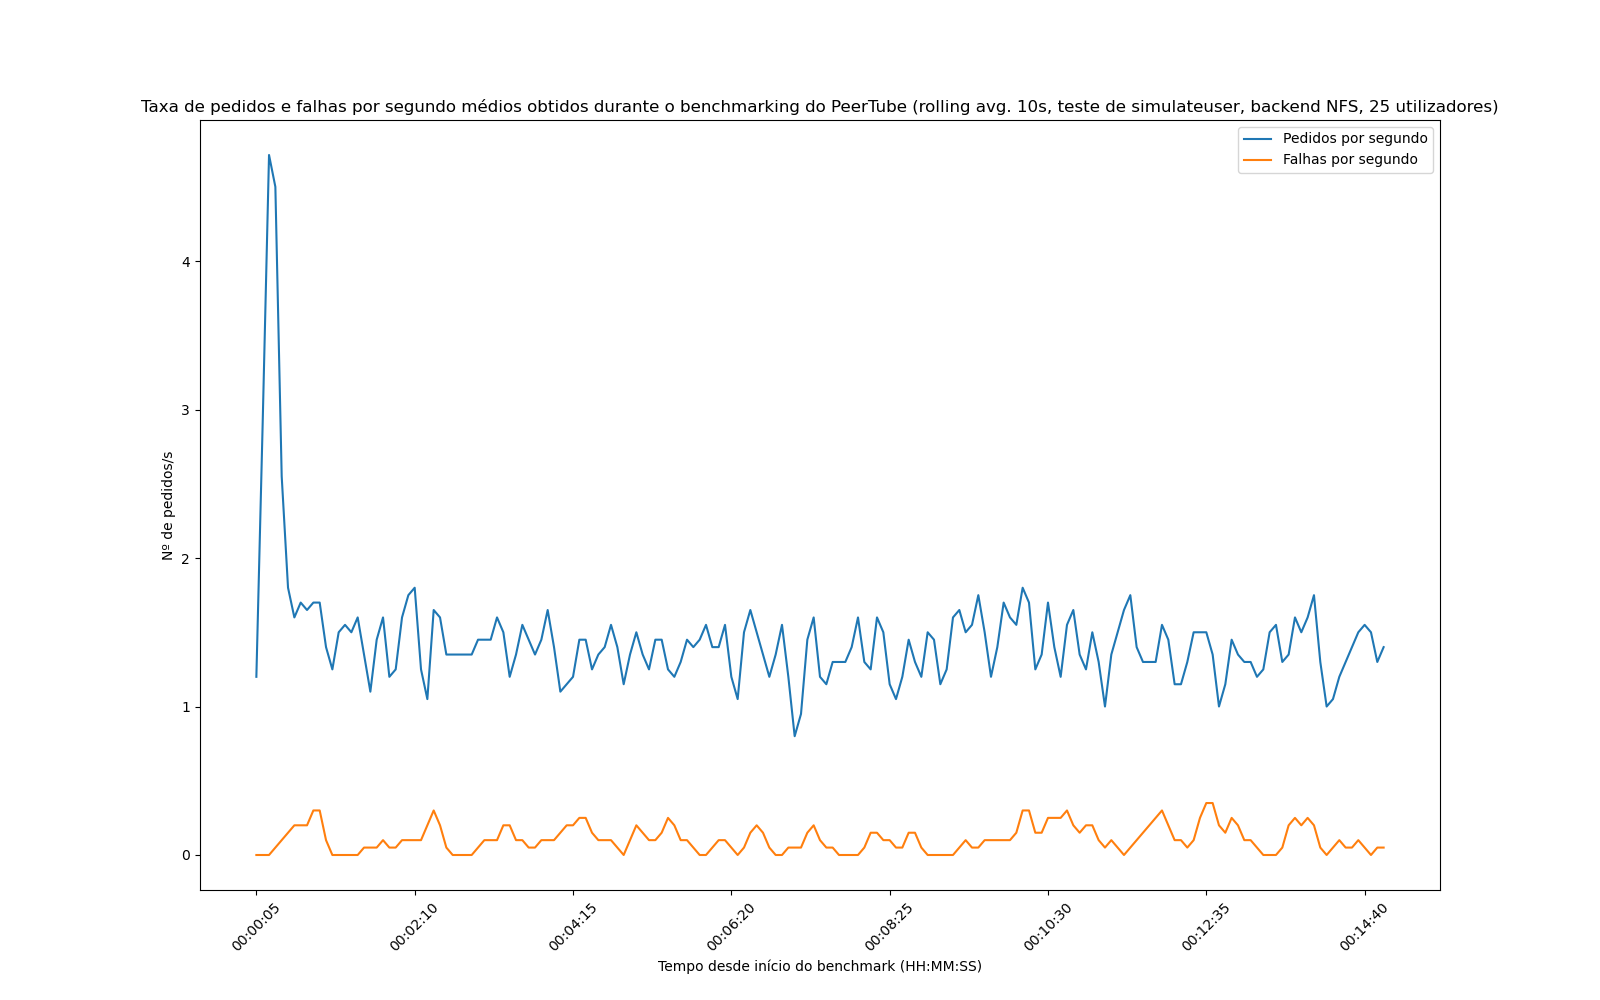 Taxa de pedidos e falhas por segundo médios obtidos durante o benchmarking do PeerTube (rolling avg. 10s, teste de simulateuser, backend NFS, 25 utilizadores)
Pedidos por segundo
Falhas por segundo
4
3
2
1
0
Nº de pedidos/s
00:00:05
00:02:10
00:04:15
00:06:20
00:08:25
00:10:30
00:12:35
00:14:40
Tempo desde início do benchmark (HH:MM:SS)